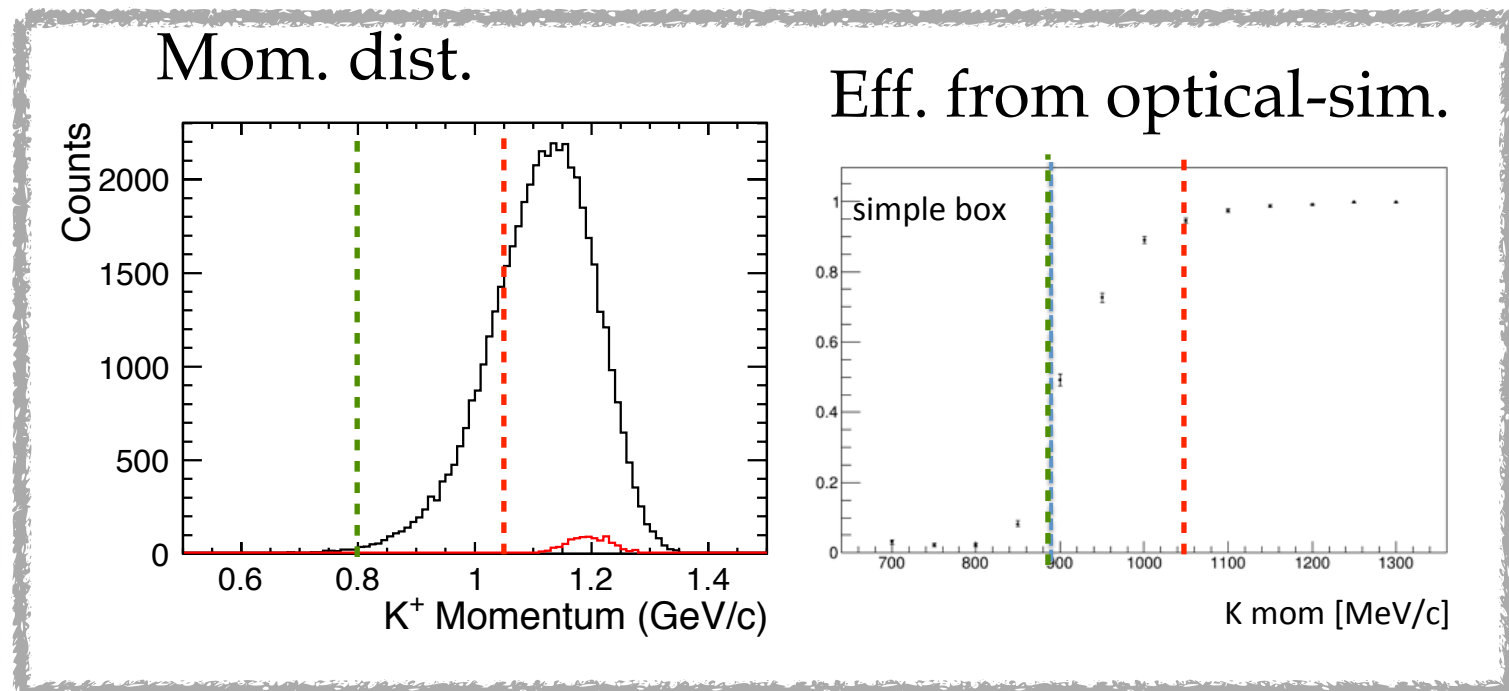 Mom. dist.
Eff. from optical-sim.
Counts
2000
1500
1000
500
0
0.6 0.8 1 1.2 1.4
K⁺ Momentum (GeV/c)
simple box
1
0.8
0.6
0.4
0.2
0
700 800 900 1000 1100 1200 1300
K mom [MeV/c]